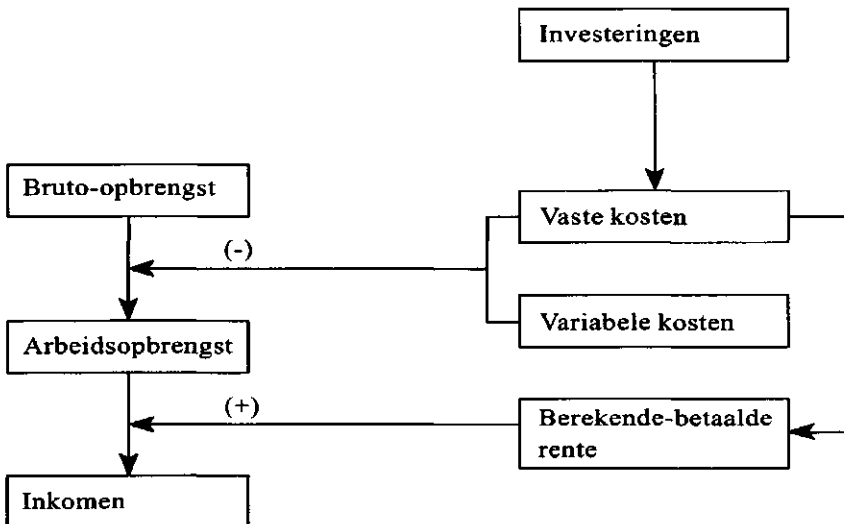 Investeringen
Bruto-opbrengst
Vaste kosten
(-)
Variabele kosten
Arbeidsopbrengst
(+)
Berekende-betaalde
rente
Inkomen